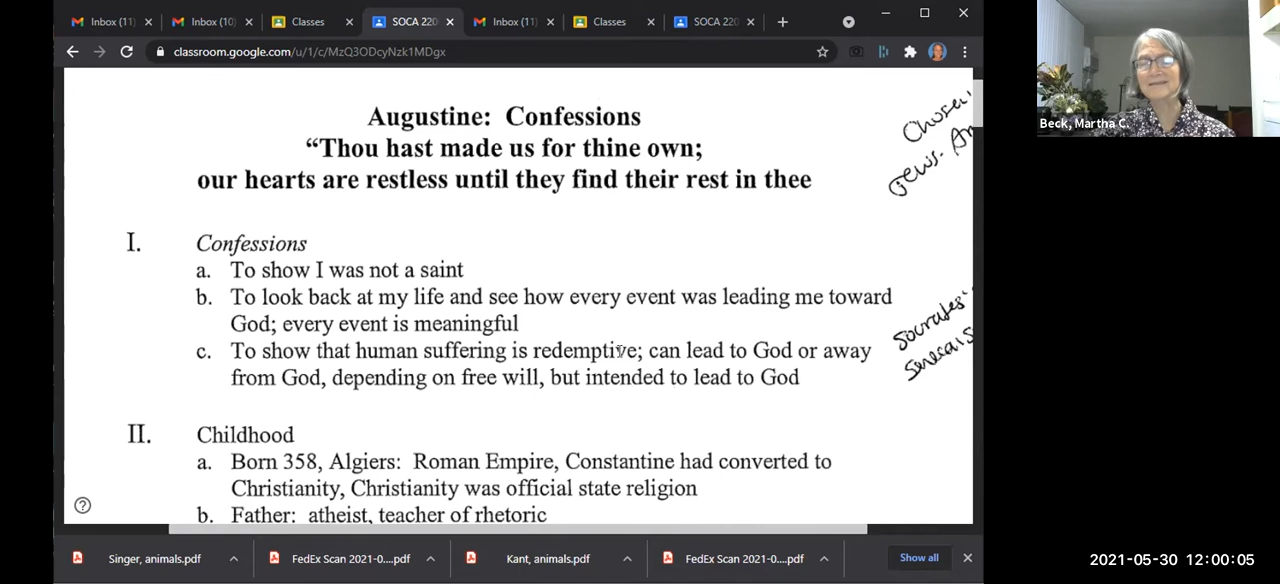 Inbox (11)
Inbox (10)
Classes
SOCA 220
Inbox (11)
Classes
SOCA 220
classroom.google.com/u/1/c/MzQ3ODcyNzk1MDgx
Beck, Martha C.
Augustine: Confessions
“Thou hast made us for thine own;
our hearts are restless until they find their rest in thee
Jews.
I. Confessions
a. To show I was not a saint
b. To look back at my life and see how every event was leading me toward
God; every event is meaningful
c. To show that human suffering is redemptive; can lead to God or away
from God, depending on free will, but intended to lead to God
Socrates'
II. Childhood
a. Born 358, Algiers: Roman Empire, Constantine had converted to
Christianity, Christianity was official state religion
b. Father: atheist, teacher of rhetoric
Singer, animals.pdf
FedEx Scan 2021-0....pdf
Kant, animals.pdf
FedEx Scan 2021-0....pdf
Show all
2021-05-30 12:00:05